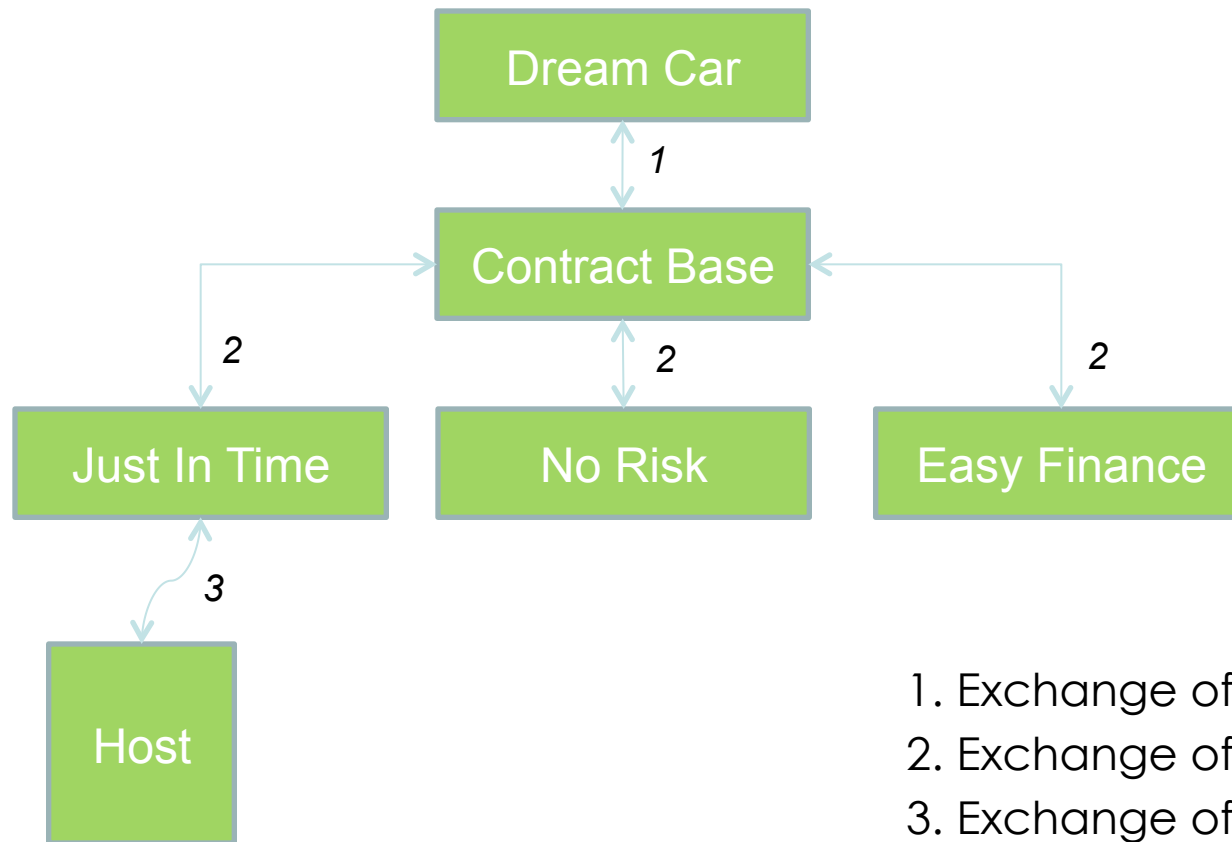 Dream Car
1
Contract Base
2
2
2
Just In Time
No Risk
Easy Finance
3
Host
1. Exchange of
2. Exchange of
3. Exchange of